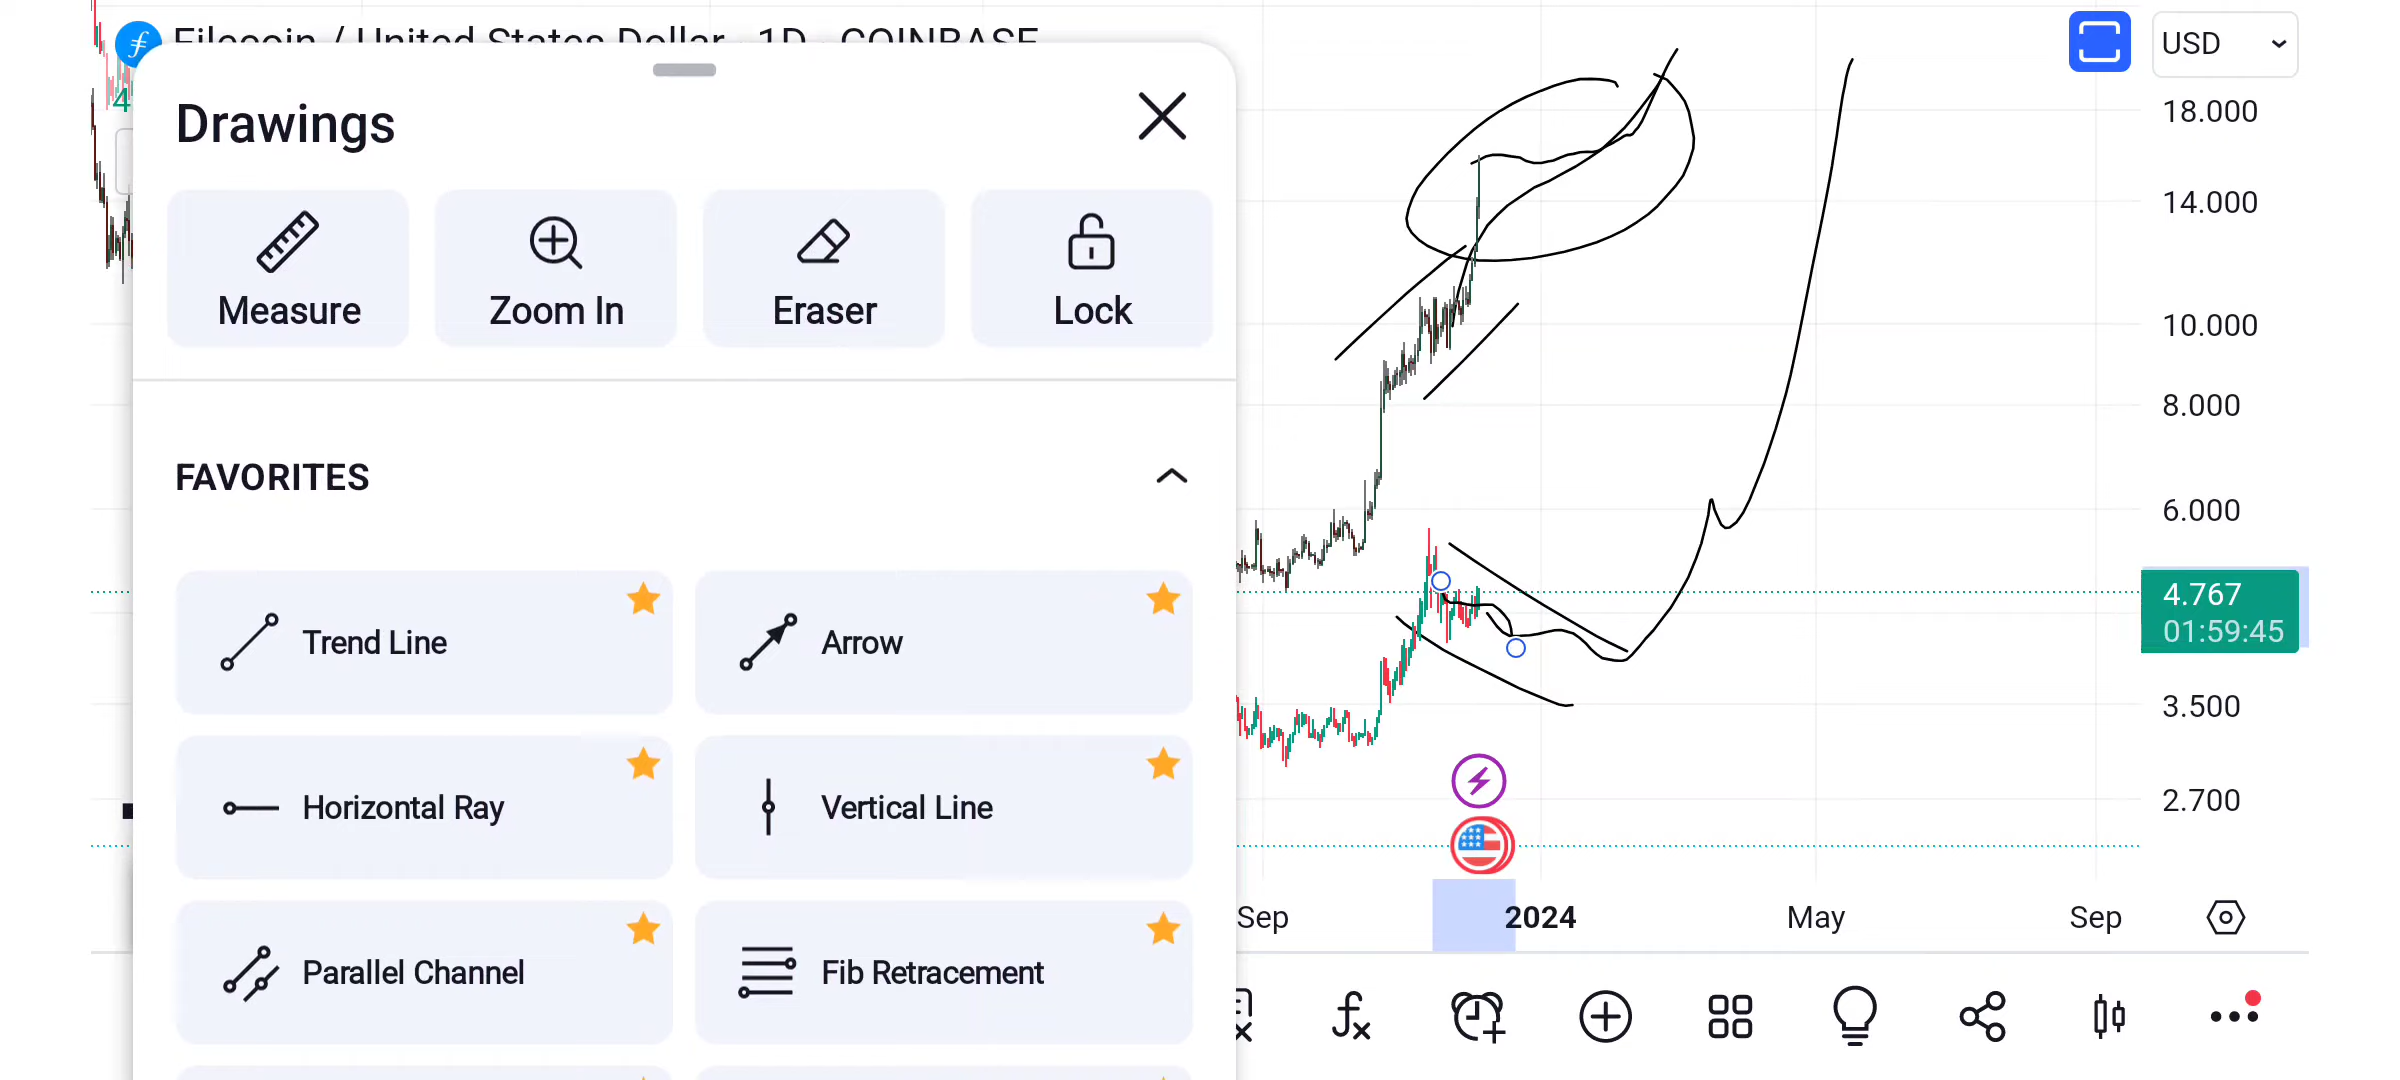 Filecoin / United States Dollar · 1D · COINBASE
USD
4
Drawings
18.000
14.000
Measure
Zoom In
Eraser
Lock
10.000
8.000
FAVORITES
6.000
Trend Line
Arrow
4.767
01:59:45
3.500
Horizontal Ray
Vertical Line
2.700
Sep
2024
May
Sep
Parallel Channel
Fib Retracement